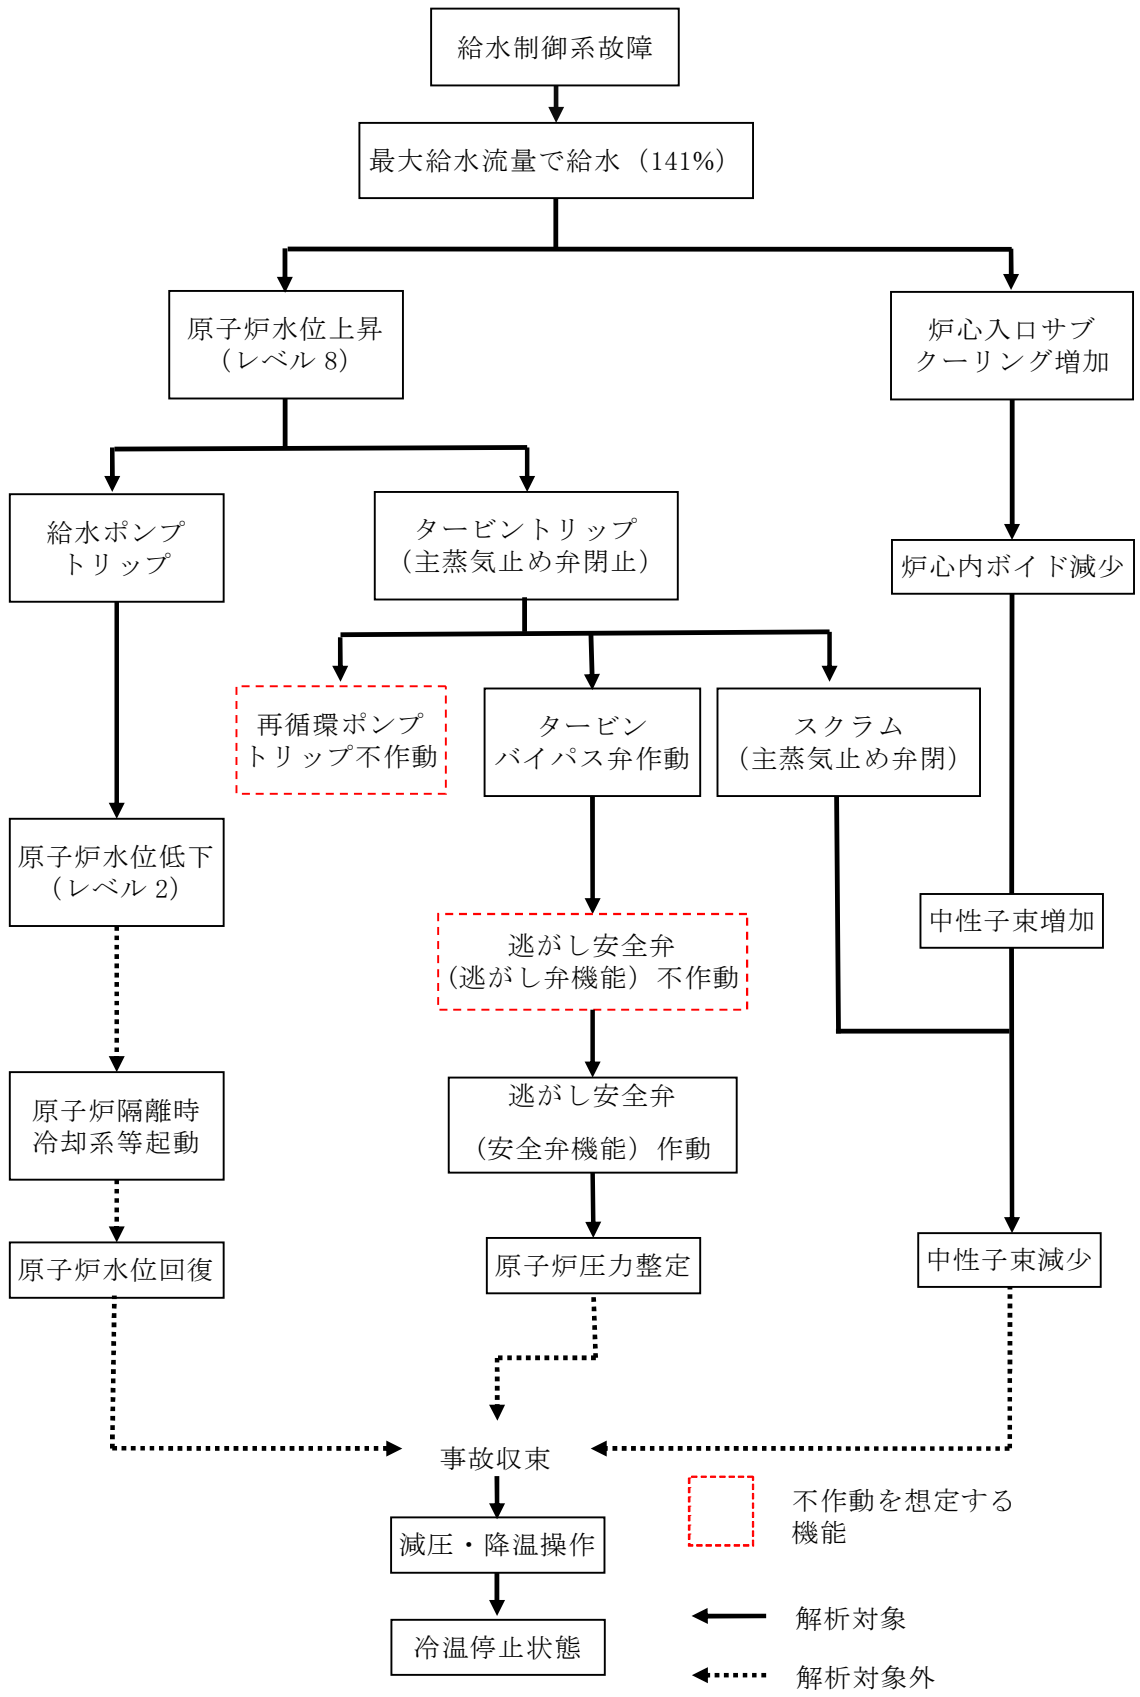 給水制御系故障
最大給水流量で給水（141%）
原子炉水位上昇
（レベル 8）
炉心入口サブ
クーリング増加
給水ポンプ
トリップ
タービントリップ
（主蒸気止め弁閉止）
炉心内ボイド減少
再循環ポンプ
トリップ不作動
タービン
バイパス弁作動
スクラム
（主蒸気止め弁閉）
原子炉水位低下
（レベル 2）
中性子束増加
逃がし安全弁
（逃がし弁機能）不作動
原子炉隔離時
冷却系等起動
逃がし安全弁
（安全弁機能）作動
原子炉水位回復
原子炉圧力整定
中性子束減少
事故収束
不作動を想定する
機能
減圧・降温操作
解析対象
冷温停止状態
解析対象外